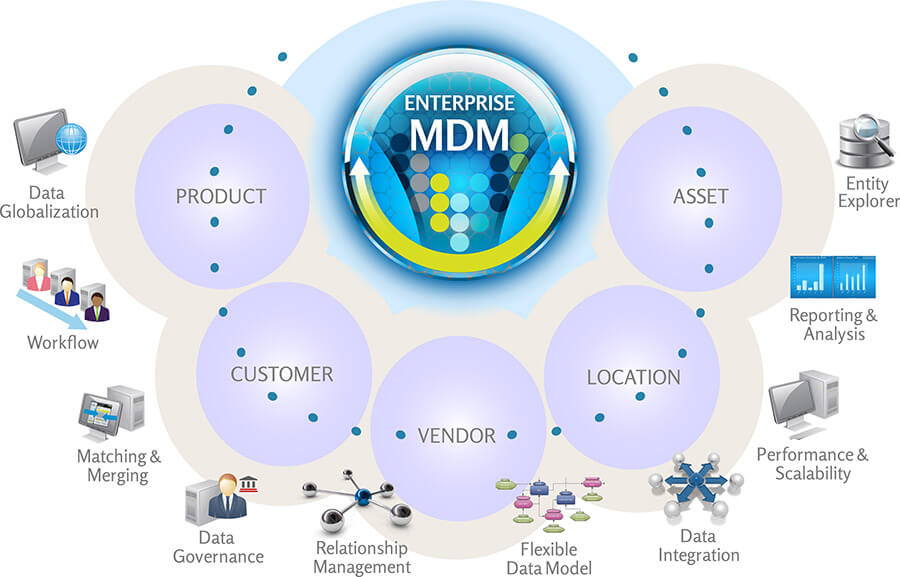 ENTERPRISE
MDM
PRODUCT
ASSET
CUSTOMER
LOCATION
VENDOR
Data
Globalization
Workflow
Matching &
Merging
Data
Governance
Relationship
Management
Flexible
Data Model
Data
Integration
Performance &
Scalability
Reporting &
Analysis
Entity
Explorer